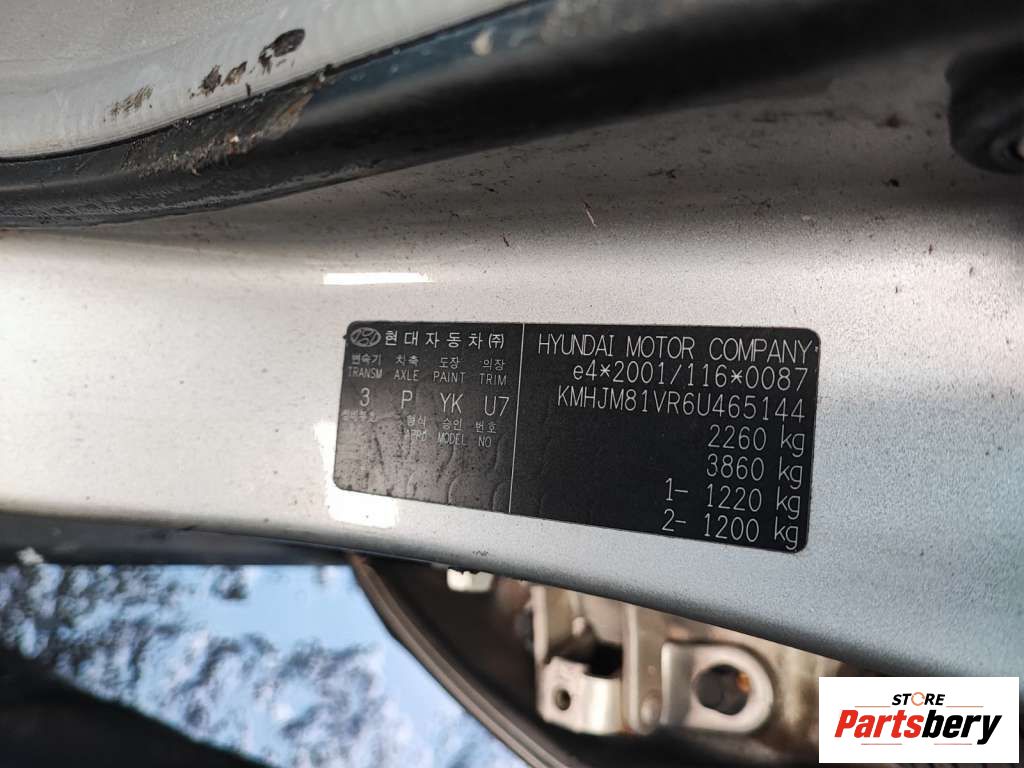 현대자동차㈜
변속기 차축 도장 의장
TRANSM AXLE PAINT TRIM
3 P YK U7
형식 승인 번호
MODEL NO
HYUNDAI MOTOR COMPANY
e4*2001/116*0087
KMHJM81VR6U465144
2260 kg
3860 kg
1- 1220 kg
2- 1200 kg
STORE
Partsbery